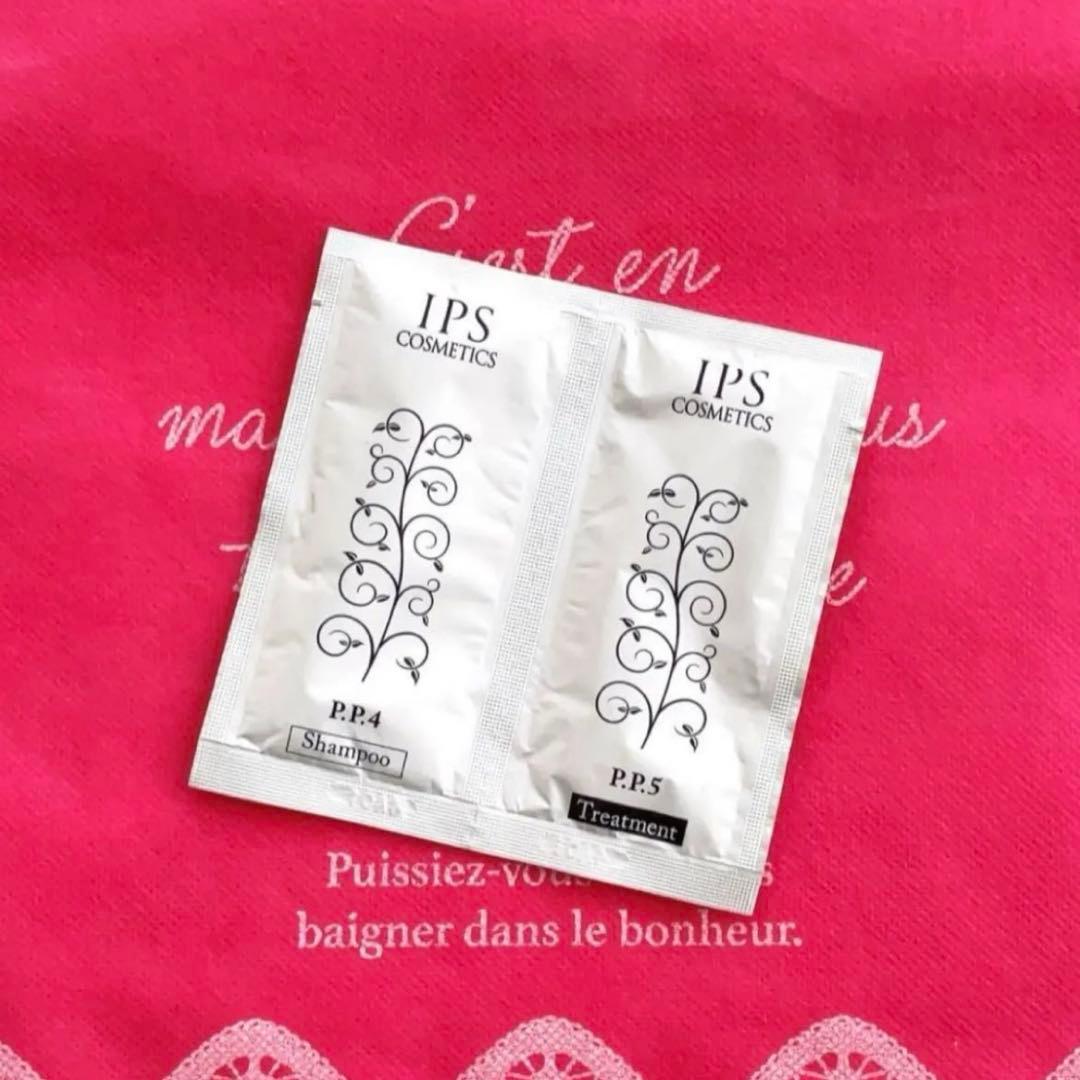 C'est en
ma
us
e
IPS
COSMETICS
P.P.4
Shampoo
IPS
COSMETICS
P.P.5
Treatment
Puissiez-vous
baigner dans le bonheur.